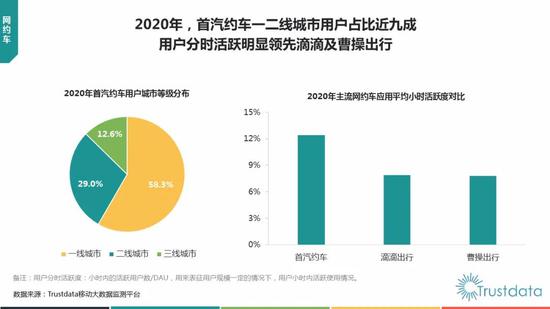 网约车
2020年，首汽约车一二线城市用户占比近九成
用户分时活跃明显领先滴滴及曹操出行
2020年首汽约车用户城市等级分布
12.6%
29.0%
58.3%
一线城市 二线城市 三线城市
2020年主流网约车应用平均小时活跃度对比
15%
12%
9%
6%
3%
0%
首汽约车 滴滴出行 曹操出行
备注：用户分时活跃度：小时内的活跃用户数/DAU，用来表征用户规模一定的情况下，用户小时内活跃使用情况。
数据来源：Trustdata移动大数据监测平台
Trustdata